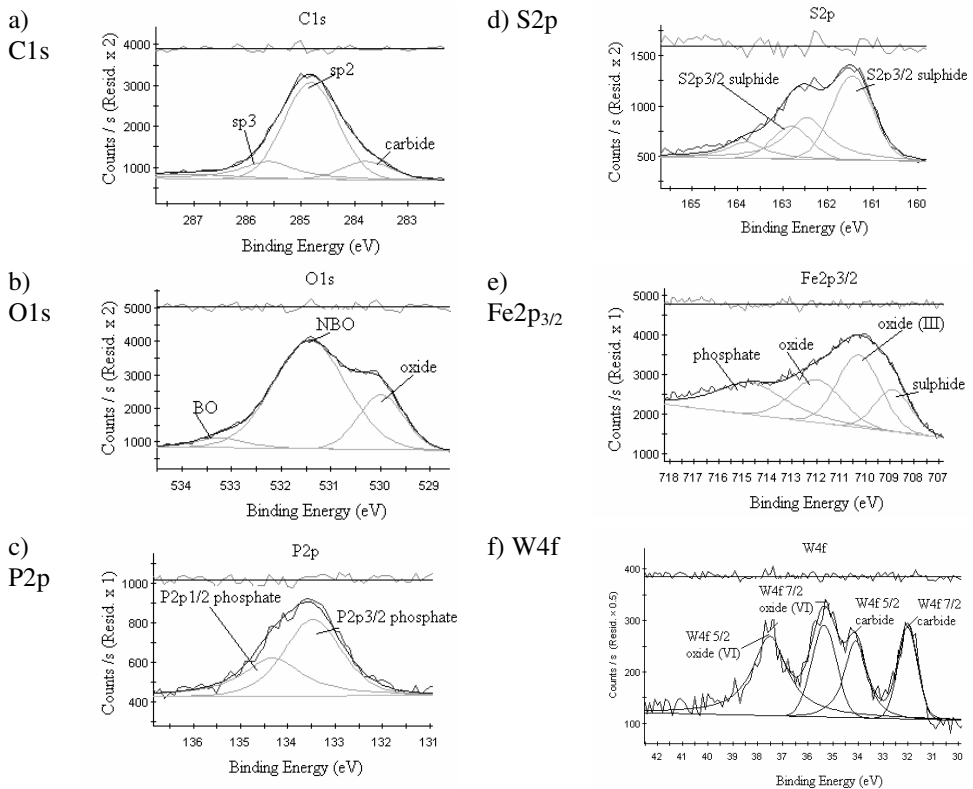 a)
C1s
C1s
Counts / s (Resid. x 2)
4000
3000
2000
1000
sp2
sp3
carbide
287 286 285 284 283
Binding Energy (eV)
d) S2p
S2p
Counts / s (Resid. x 2)
1500
1000
500
S2p3/2 sulphide
S2p3/2 sulphide
165 164 163 162 161 160
Binding Energy (eV)
b)
O1s
O1s
Counts / s (Resid. x 2)
5000
4000
3000
2000
1000
NBO
oxide
BO
534 533 532 531 530 529
Binding Energy (eV)
e)
Fe2p3/2
Fe2p3/2
Counts / s (Resid. x 1)
5000
4000
3000
2000
1000
oxide (III)
oxide
phosphate
sulphide
718 717 716 715 714 713 712 711 710 709 708 707
Binding Energy (eV)
c)
P2p
P2p
Counts / s (Resid. x 1)
1000
800
600
400
P2p1/2 phosphate
P2p3/2 phosphate
136 135 134 133 132 131
Binding Energy (eV)
f) W4f
W4f
Counts / s (Resid. x 0.5)
400
300
200
100
W4f 7/2
oxide (VI)
W4f 5/2
carbide
W4f 7/2
carbide
W4f 5/2
oxide (VI)
42 41 40 39 38 37 36 35 34 33 32 31 30
Binding Energy (eV)